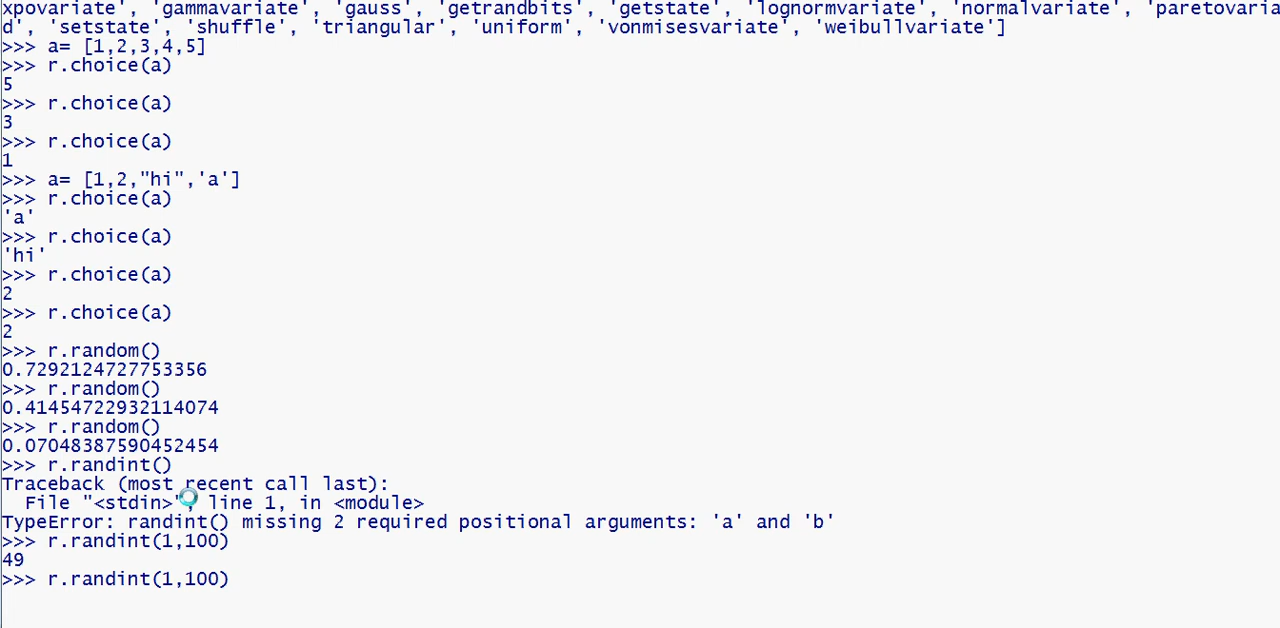 xpovariate', 'gammavariate', 'gauss', 'getrandbits', 'getstate', 'lognormvariate', 'normalvariate', 'paretovaria
d', 'setstate', 'shuffle', 'triangular', 'uniform', 'vonmisesvariate', 'weibullvariate']
>>> a= [1,2,3,4,5]
>>> r.choice(a)
5
>>> r.choice(a)
3
>>> r.choice(a)
1
>>> a= [1,2,"hi",'a']
>>> r.choice(a)
'a'
>>> r.choice(a)
'hi'
>>> r.choice(a)
2
>>> r.choice(a)
2
>>> r.random()
0.7292124727753356
>>> r.random()
0.41454722932114074
>>> r.random()
0.07048387590452454
>>> r.randint()
Traceback (most recent call last):
  File "<stdin>", line 1, in <module>
TypeError: randint() missing 2 required positional arguments: 'a' and 'b'
>>> r.randint(1,100)
49
>>> r.randint(1,100)